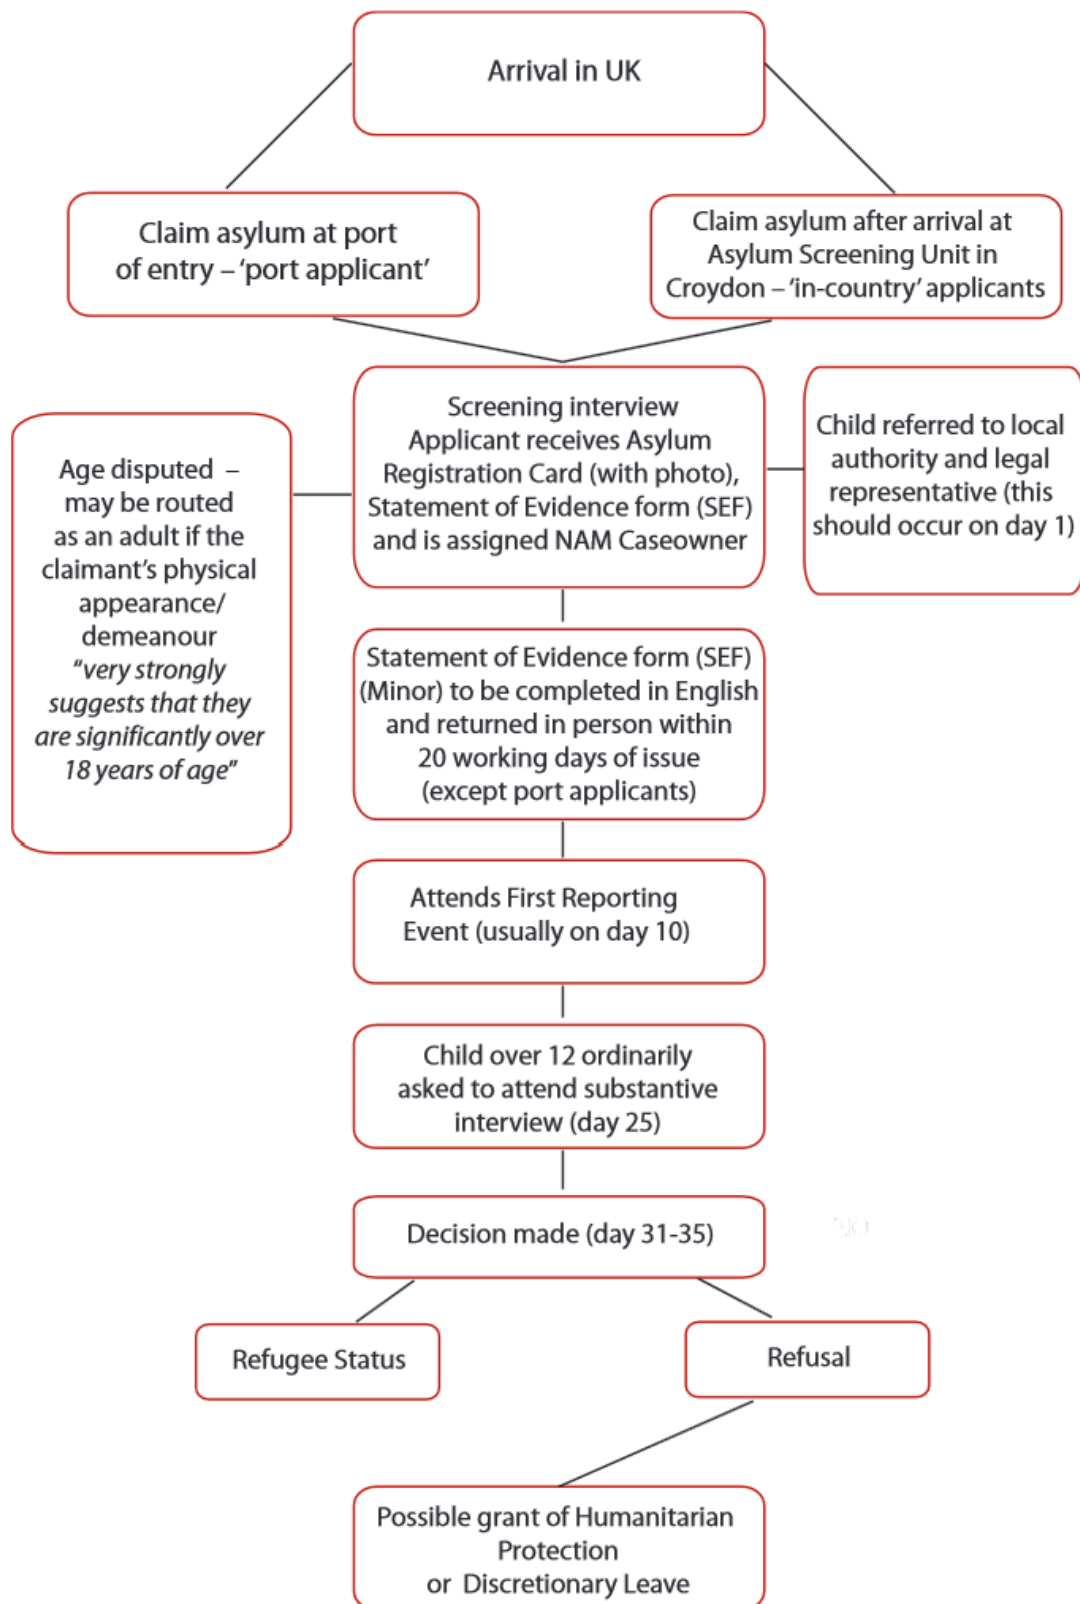 Arrival in UK
Claim asylum at port
of entry – ‘port applicant’
Claim asylum after arrival at
Asylum Screening Unit in
Croydon – ‘in-country’ applicants
Screening interview
Applicant receives Asylum
Registration Card (with photo),
Statement of Evidence form (SEF)
and is assigned NAM Caseowner
Child referred to local
authority and legal
representative (this
should occur on day 1)
Age disputed –
may be routed
as an adult if the
claimant’s physical
appearance/
demeanour
“very strongly
suggests that they
are significantly over
18 years of age”
Statement of Evidence form (SEF)
(Minor) to be completed in English
and returned in person within
20 working days of issue
(except port applicants)
Attends First Reporting
Event (usually on day 10)
Child over 12 ordinarily
asked to attend substantive
interview (day 25)
Decision made (day 31-35)
Refugee Status
Refusal
Possible grant of Humanitarian
Protection
or Discretionary Leave